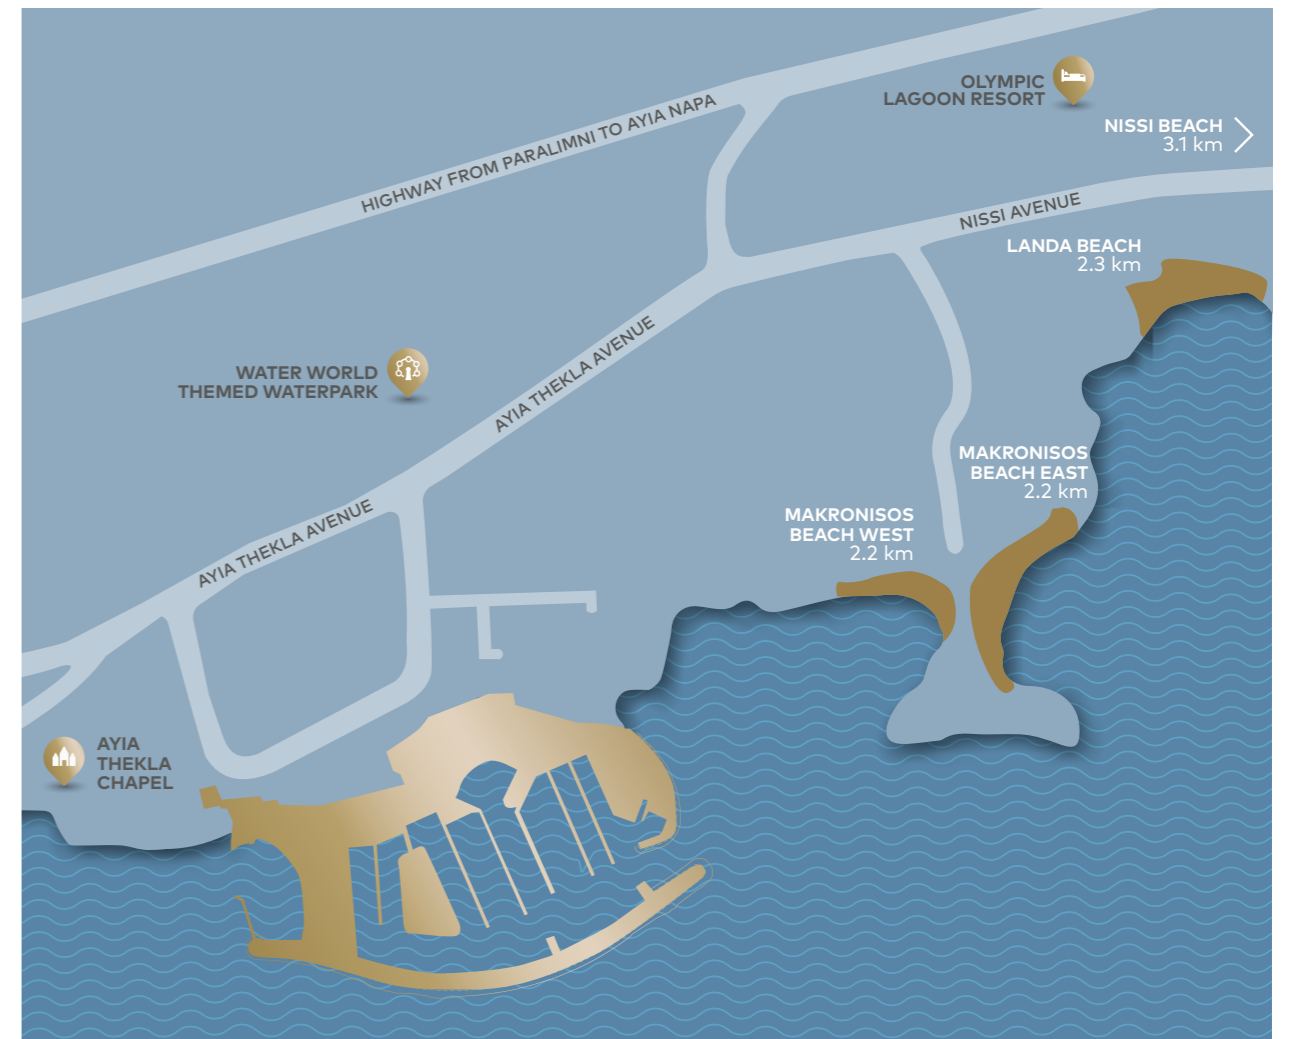 OLYMPIC
LAGOON RESORT
NISSI BEACH
3.1 km
HIGHWAY FROM PARALIMNI TO AYIA NAPA
NISSI AVENUE
LANDA BEACH
2.3 km
AYIA THEKLA AVENUE
WATER WORLD
THEMED WATERPARK
MAKRONISOS
BEACH EAST
2.2 km
MAKRONISOS
BEACH WEST
2.2 km
AYIA THEKLA AVENUE
AYIA
THEKLA
CHAPEL